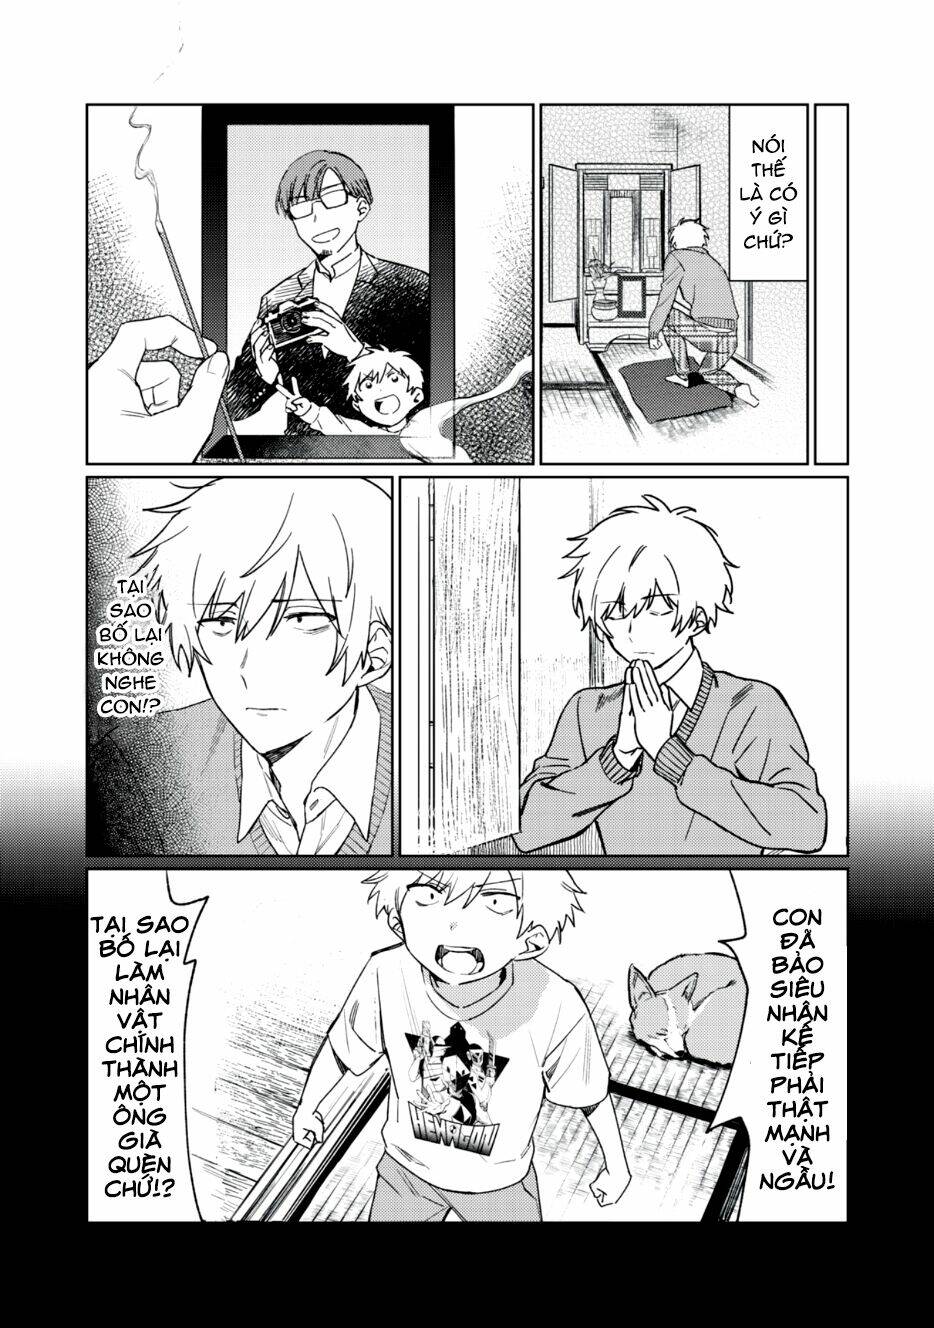 NÓI
THẾ
LÀ CÓ
Ý GÌ
CHỨ?
TẠI
SAO
BỐ LẠI
KHÔNG
NGHE
CON!?
CON
ĐÃ
BẢO
SIÊU
NHÂN
KẾ
TIẾP
PHẢI
THẬT
MẠNH
VÀ
NGẦU!
TẠI SAO
BỐ LẠI
LÀM
NHÂN
VẬT
CHÍNH
THÀNH
MỘT
ÔNG
GIÀ
QUÈN
CHỨ!?
HEXAGON